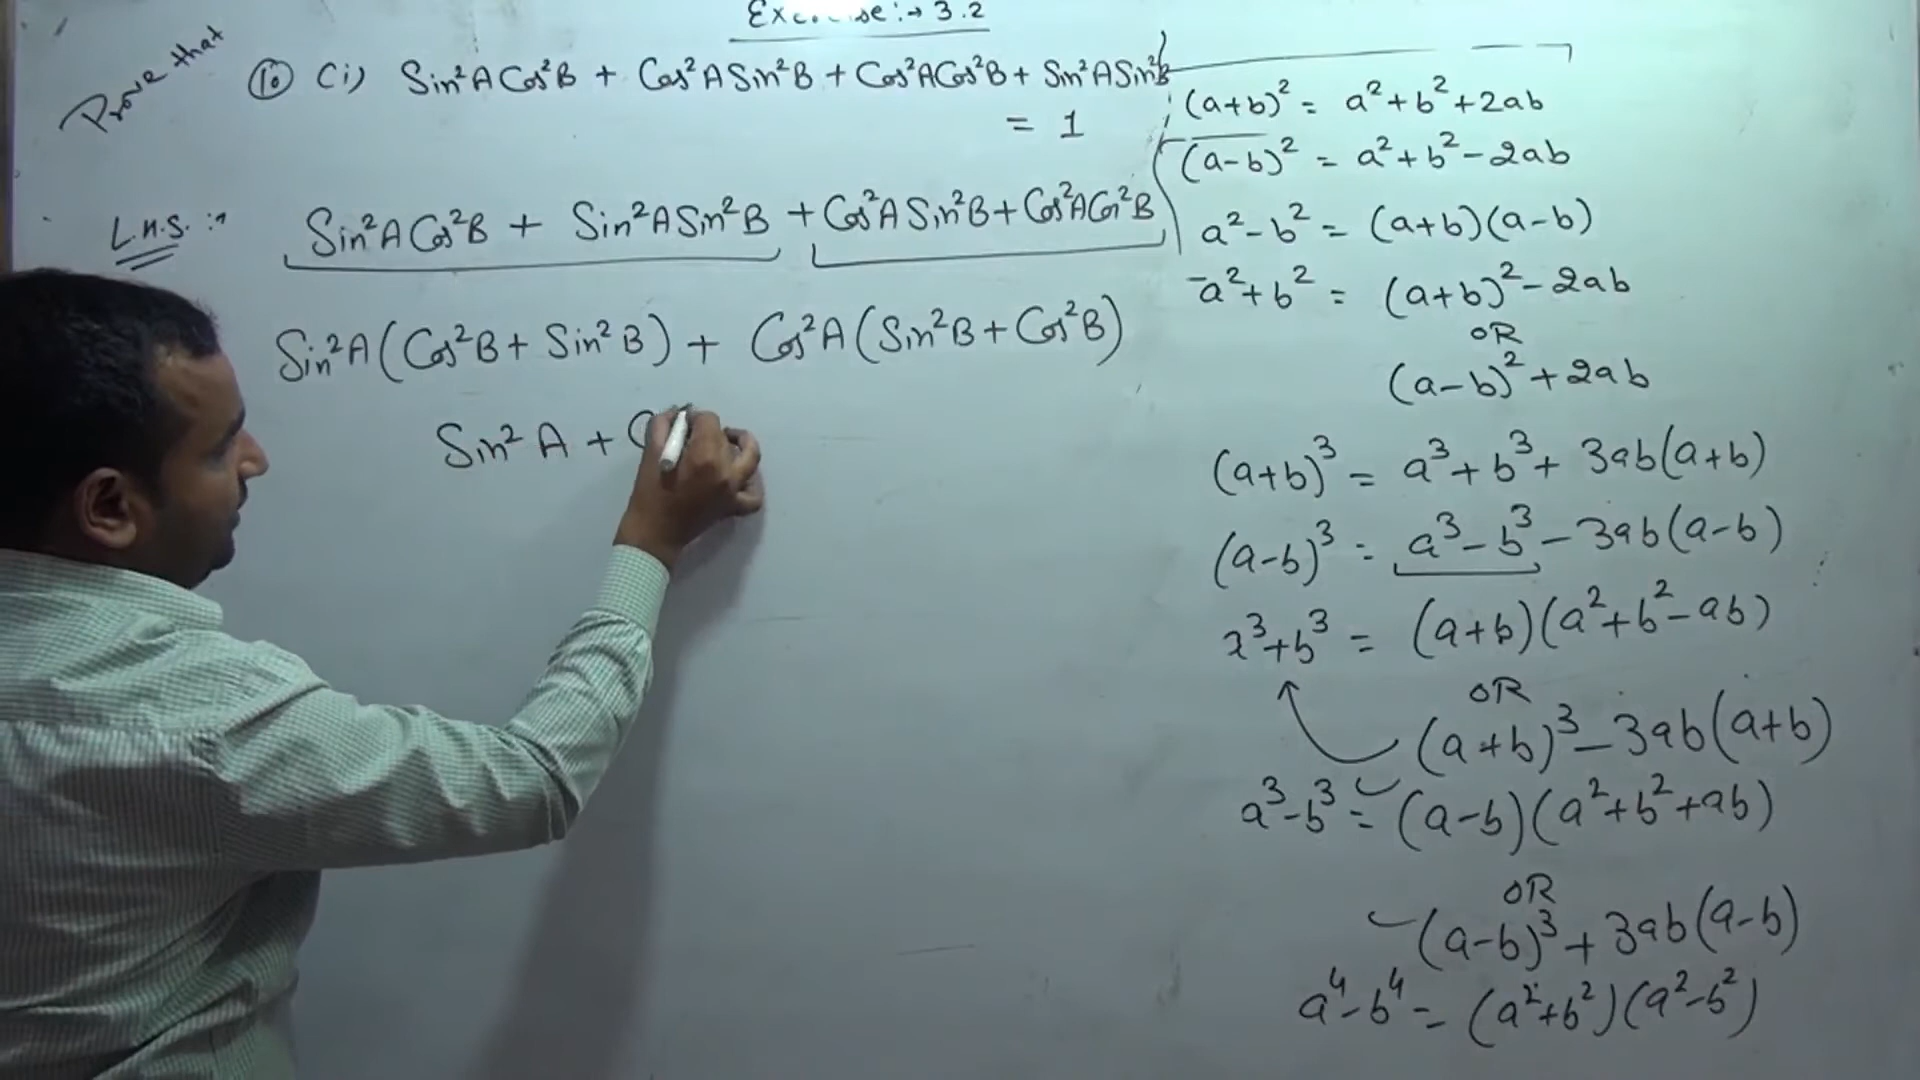 Exercise :→ 3.2
Prove that
10 (i) Sin²A Cos²B + Cos²A Sin²B + Cos²A Cos²B + Sin²A Sin²B
= 1
L.H.S. :→ Sin²A Cos²B + Sin²A Sin²B + Cos²A Sin²B + Cos²A Cos²B
Sin²A (Cos²B + Sin²B) + Cos²A (Sin²B + Cos²B)
Sin²A + C
(a+b)² = a²+b²+2ab
(a-b)² = a²+b²-2ab
a²-b² = (a+b)(a-b)
a²+b² = (a+b)²-2ab
OR
(a-b)²+2ab
(a+b)³ = a³+b³+3ab(a+b)
(a-b)³ = a³-b³-3ab(a-b)
a³+b³ = (a+b)(a²+b²-ab)
OR
(a+b)³-3ab(a+b)
a³-b³ = (a-b)(a²+b²+ab)
OR
(a-b)³+3ab(a-b)
a⁴-b⁴ = (a²+b²)(a²-b²)